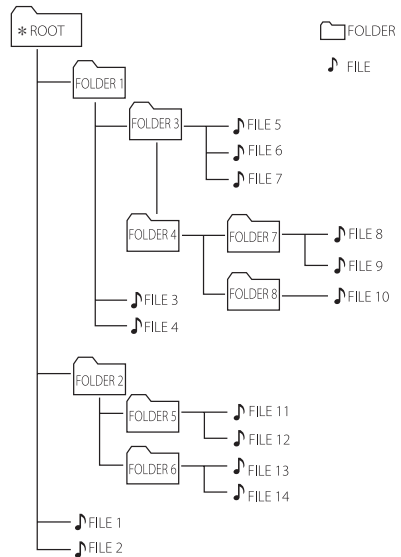 * ROOT
FOLDER
FILE
FOLDER 1
FOLDER 3
FILE 5
FILE 6
FILE 7
FOLDER 4
FOLDER 7
FILE 8
FILE 9
FOLDER 8
FILE 10
FILE 3
FILE 4
FOLDER 2
FOLDER 5
FILE 11
FILE 12
FOLDER 6
FILE 13
FILE 14
FILE 1
FILE 2